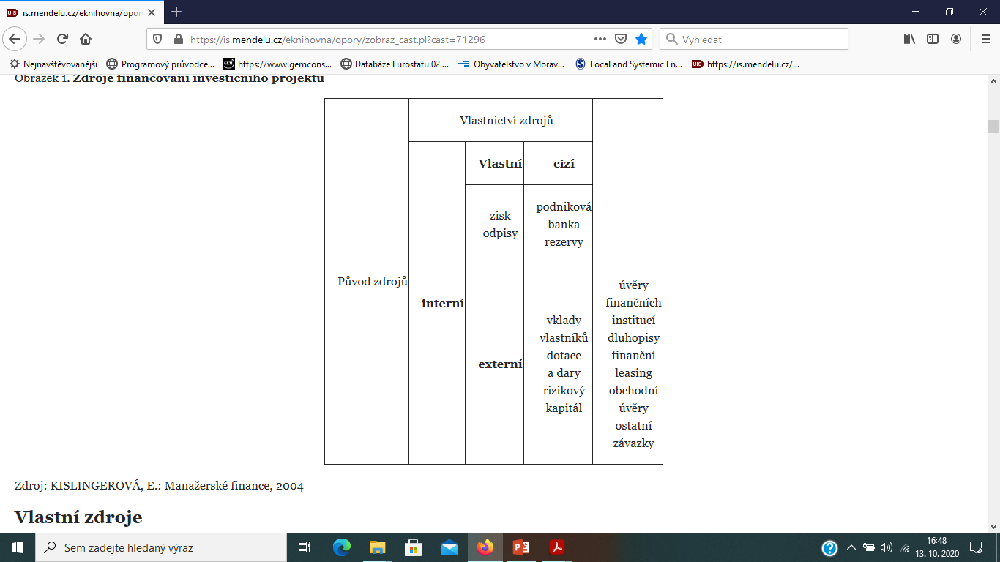 is.mendelu.cz/eknihovna/opory
https://is.mendelu.cz/eknihovna/opory/zobraz_cast.pl?cast=71296
Vyhledat
Nejnavštěvovanější
Programový průvodce...
https://www.gemcons...
Databáze Eurostatu 02....
Obyvatelstvo v Morav...
Local and Systemic En...
https://is.mendelu.cz/...
Obrázek 1. Zdroje financování investičního projektů
Vlastnictví zdrojů
Vlastní
cizí
zisk
odpisy
podniková
banka
rezervy
Původ zdrojů
interní
externí
vklady
vlastníků
dotace
a dary
rizikový
kapitál
úvěry
finančních
institucí
dluhopisy
finanční
leasing
obchodní
úvěry
ostatní
závazky
Zdroj: KISLINGEROVÁ, E.: Manažerské finance, 2004
Vlastní zdroje
Sem zadejte hledaný výraz
16:48
13. 10. 2020